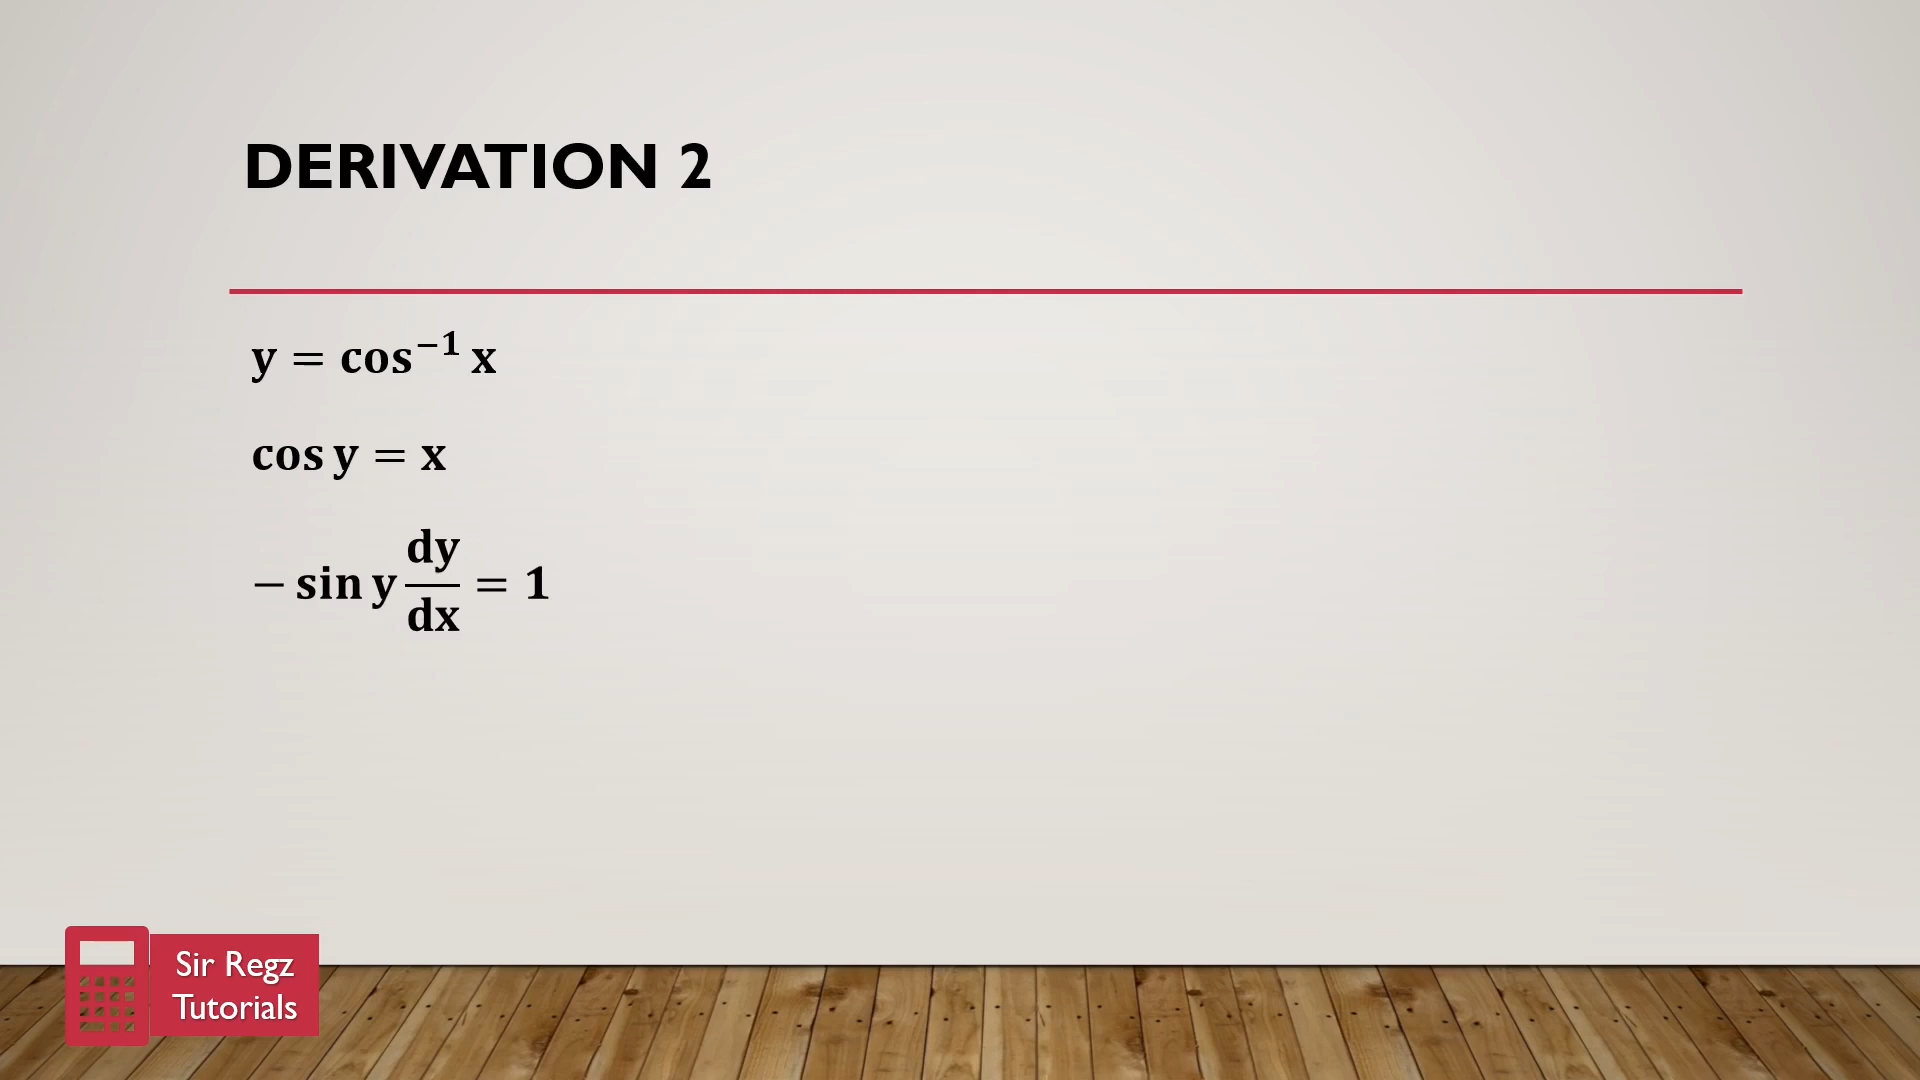 DERIVATION 2
y = cos⁻¹ x
cos y = x
− sin y dy/dx = 1
Sir Regz
Tutorials